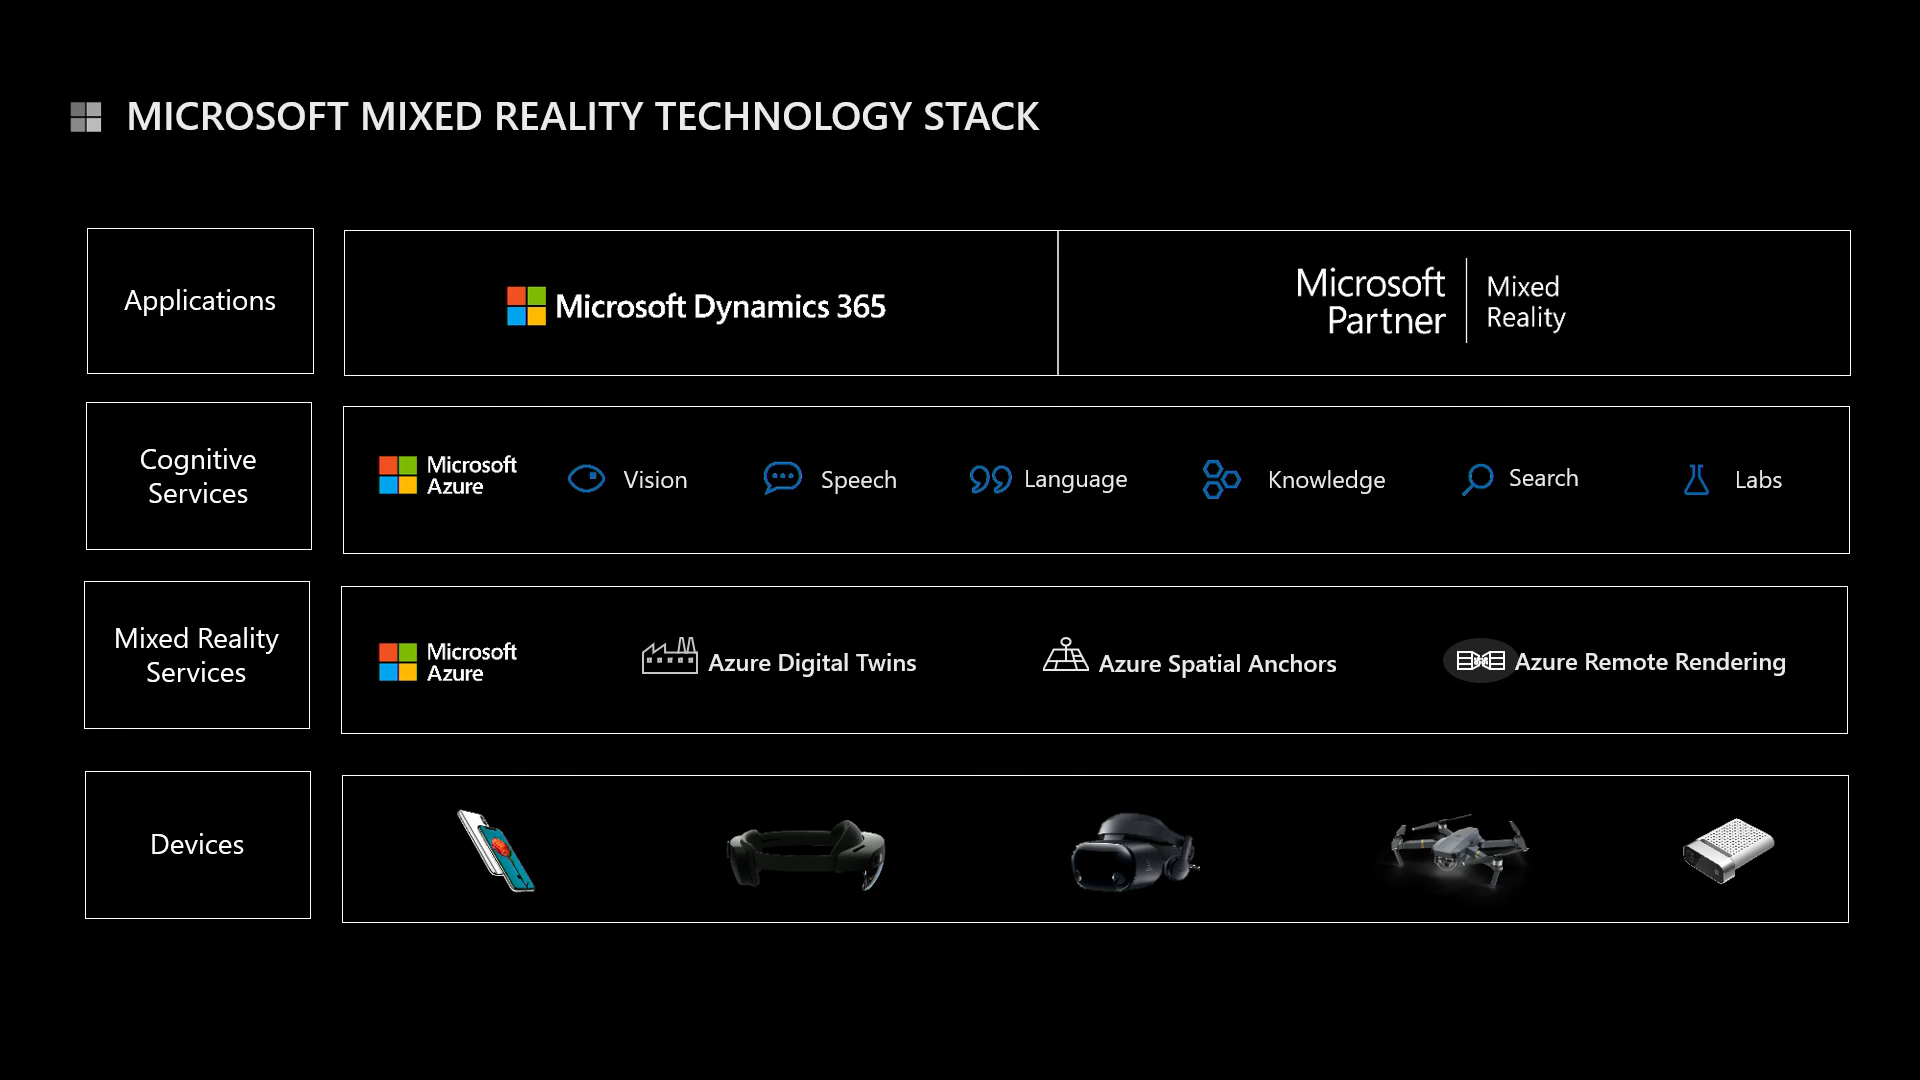 MICROSOFT MIXED REALITY TECHNOLOGY STACK
Applications
Microsoft Dynamics 365
Microsoft
Partner
Mixed
Reality
Cognitive
Services
Microsoft
Azure
Vision
Speech
Language
Knowledge
Search
Labs
Mixed Reality
Services
Microsoft
Azure
Azure Digital Twins
Azure Spatial Anchors
Azure Remote Rendering
Devices